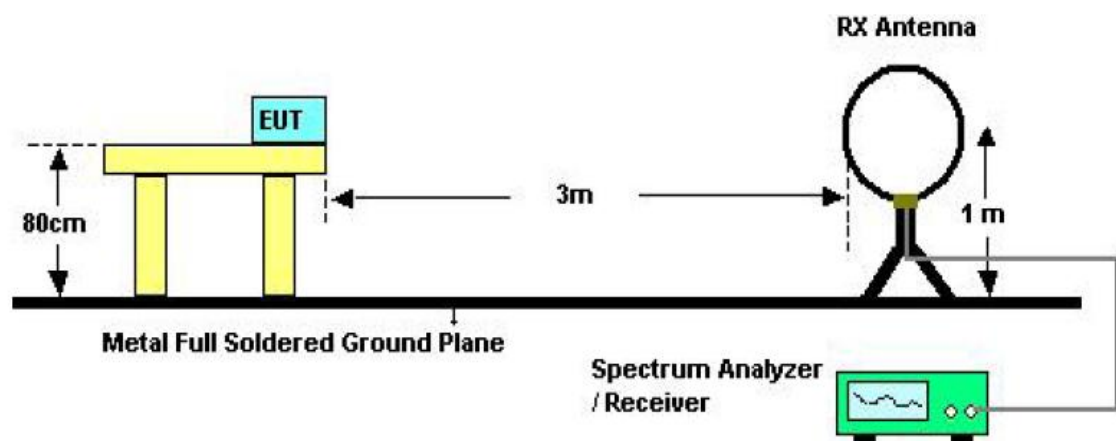 RX Antenna
EUT
80cm
3m
1 m
Metal Full Soldered Ground Plane
Spectrum Analyzer
/ Receiver